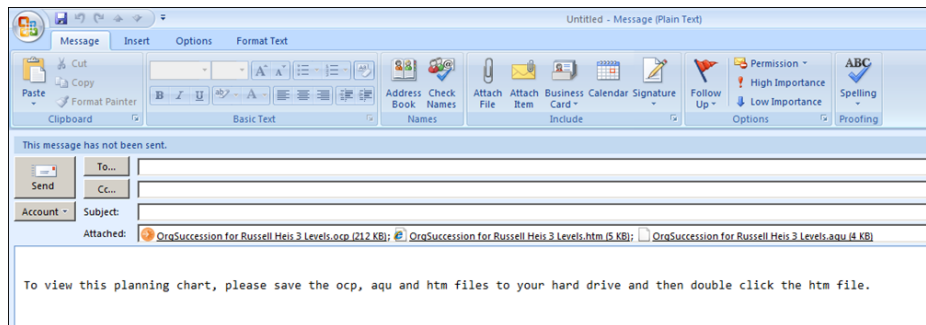 Untitled - Message (Plain Text)
Message Insert Options Format Text
Paste
Cut
Copy
Format Painter
Clipboard
A A
B I U ab A
Basic Text
Address Book
Check Names
Names
Attach File
Attach Item
Business Card
Calendar
Signature
Include
Follow Up
Permission
High Importance
Low Importance
Options
ABC
Spelling
Proofing
This message has not been sent.
Send
To...
Cc...
Account
Subject:
Attached: OrgSuccession for Russell Heis 3 Levels.ocp (212 KB); OrgSuccession for Russell Heis 3 Levels.htm (5 KB); OrgSuccession for Russell Heis 3 Levels.aqu (4 KB)
To view this planning chart, please save the ocp, aqu and htm files to your hard drive and then double click the htm file.